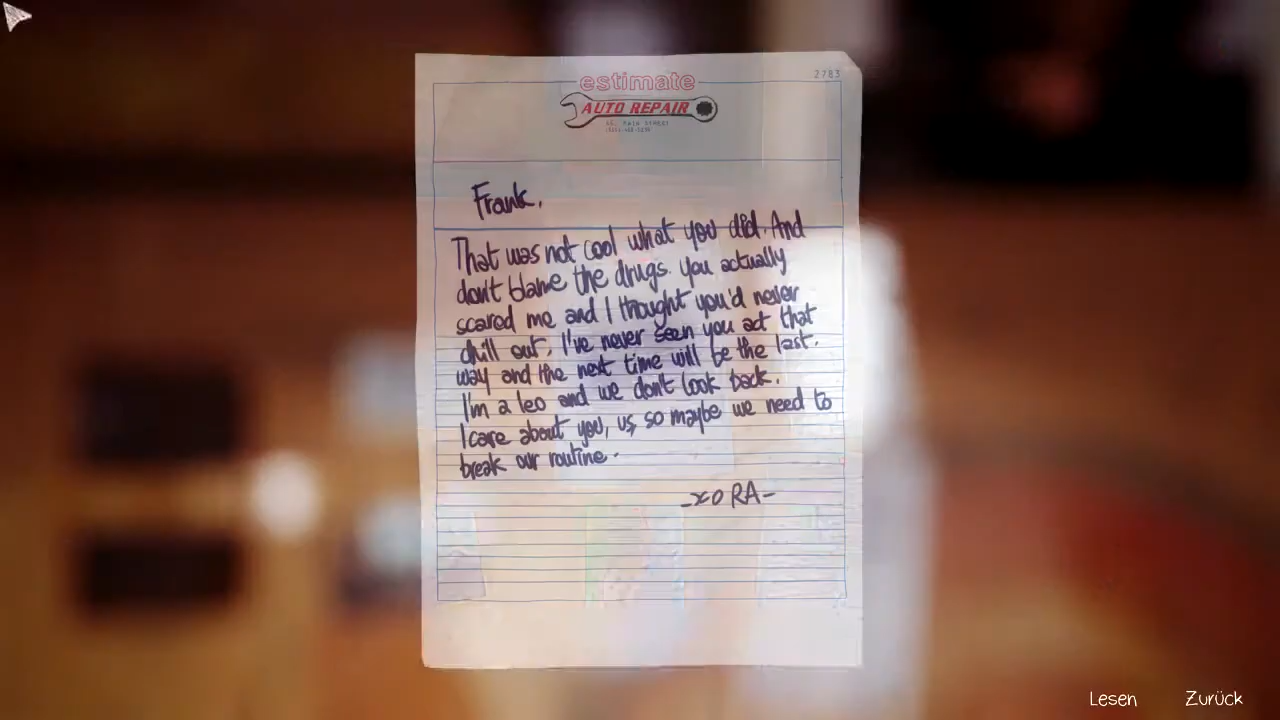 estimate
2783
AUTO REPAIR
Frank,
That was not cool what you did. And
don't blame the drugs. You actually
scared me and I thought you'd never
chill out. I've never seen you act that
way and the next time will be the last.
I'm a leo and we don't look back.
I care about you, us, so maybe we need to
break our routine.
-xo RA-
Lesen
Zurück